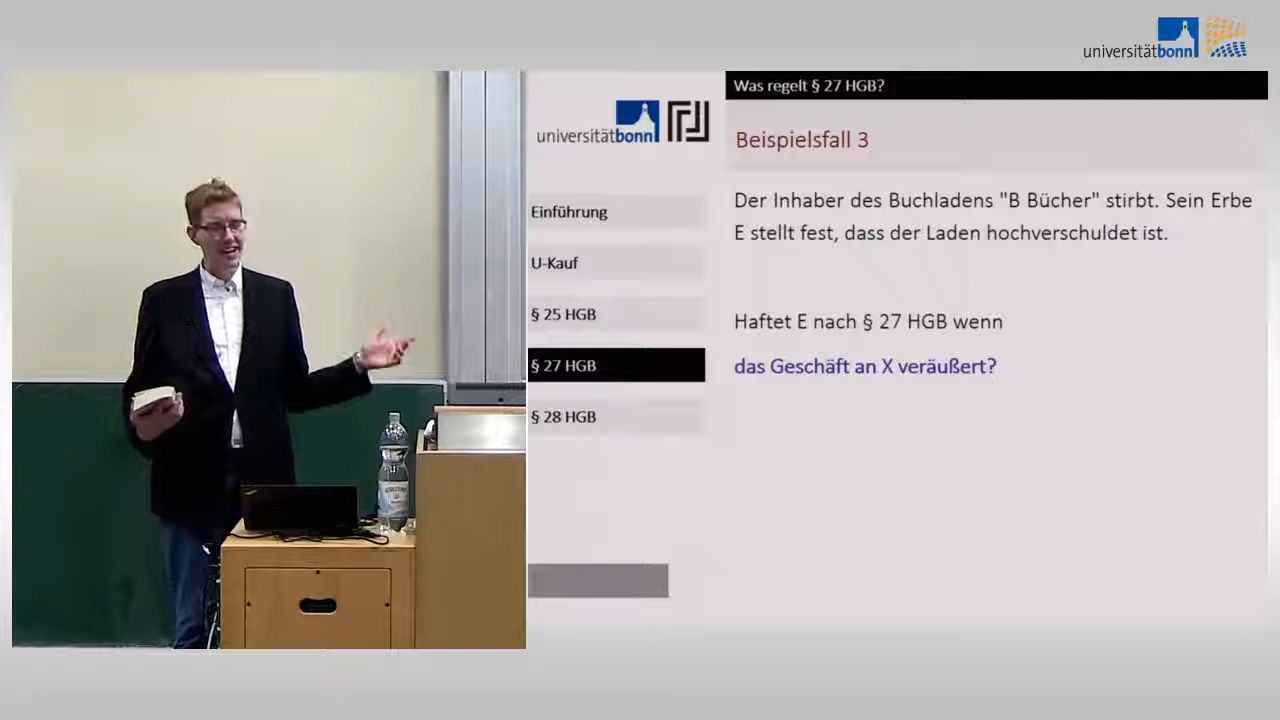 universitätbonn
Was regelt § 27 HGB?
universitätbonn
Beispielsfall 3
Einführung
U-Kauf
§ 25 HGB
§ 27 HGB
§ 28 HGB
Der Inhaber des Buchladens "B Bücher" stirbt. Sein Erbe
E stellt fest, dass der Laden hochverschuldet ist.
Haftet E nach § 27 HGB wenn
das Geschäft an X veräußert?